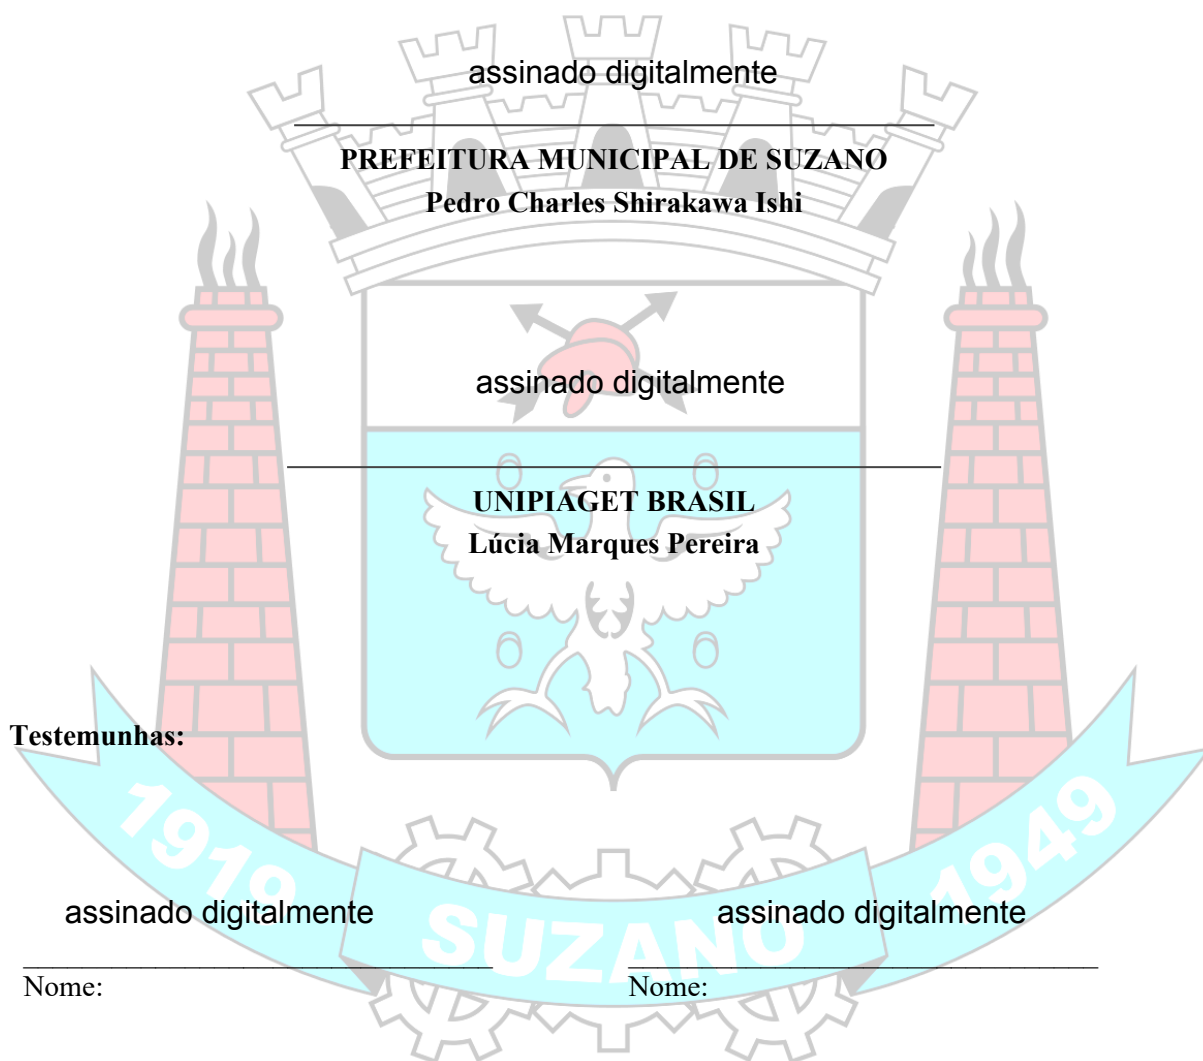 assinado digitalmente
PREFEITURA MUNICIPAL DE SUZANO
Pedro Charles Shirakawa Ishi
assinado digitalmente
UNIPIAGET BRASIL
Lúcia Marques Pereira
Testemunhas:
1919 SUZANO 1949
assinado digitalmente assinado digitalmente
Nome: Nome: